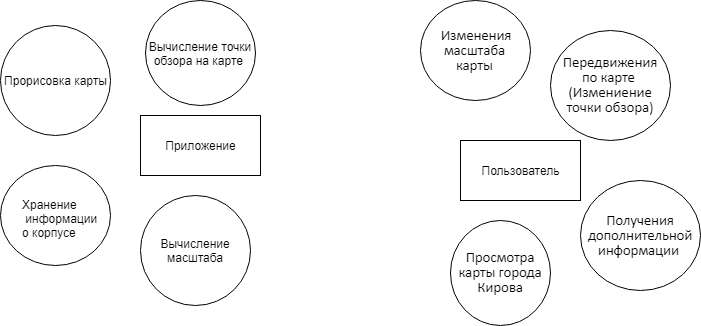 Прорисовка карты
Вычисление точки
обзора на карте
Приложение
Хранение
информации
о корпусе
Вычисление
масштаба
Изменения
масштаба
карты
Передвижения
по карте
(Измениение
точки обзора)
Пользователь
Просмотра
карты города
Кирова
Получения
дополнительной
информации